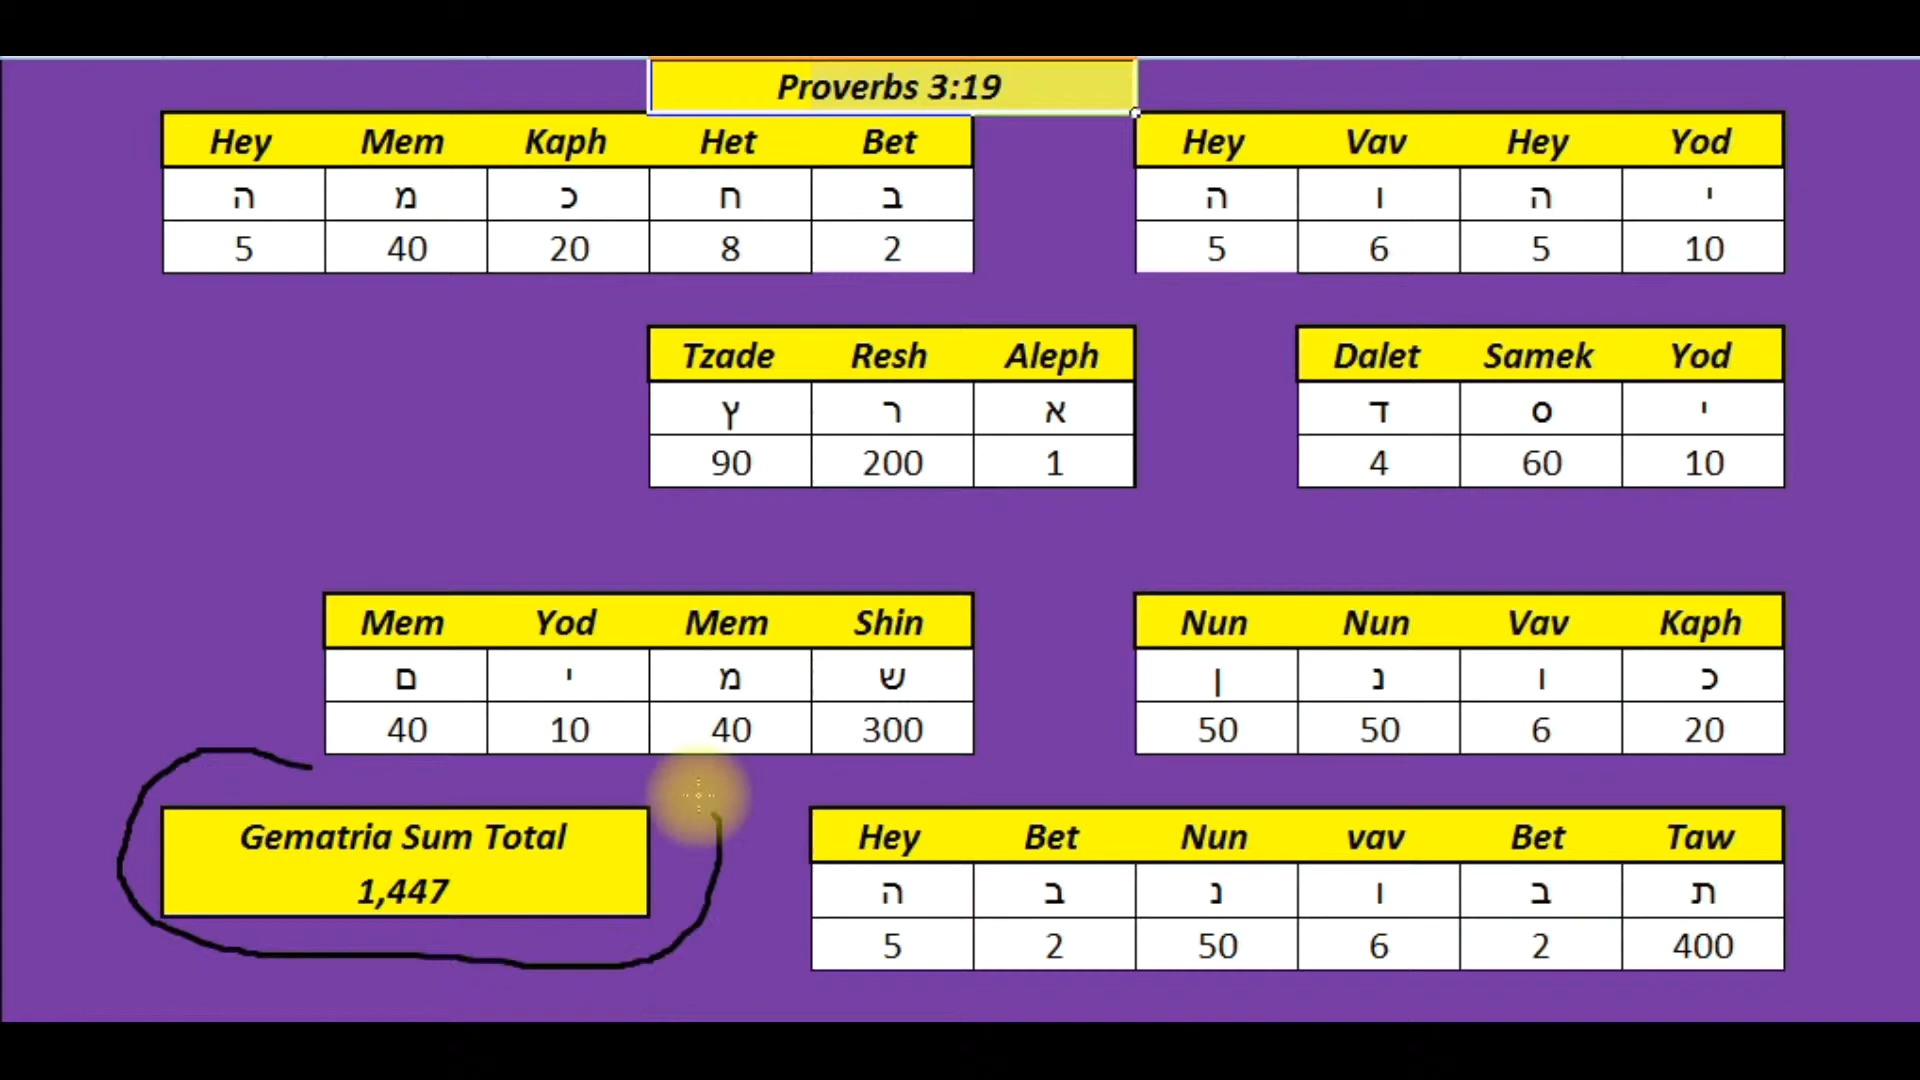 Proverbs 3:19
Hey Mem Kaph Het Bet
ה מ כ ח ב
5 40 20 8 2
Hey Vav Hey Yod
ה ו ה י
5 6 5 10
Tzade Resh Aleph
ץ ר א
90 200 1
Dalet Samek Yod
ד ס י
4 60 10
Mem Yod Mem Shin
ם י מ ש
40 10 40 300
Nun Nun Vav Kaph
ן נ ו כ
50 50 6 20
Gematria Sum Total
1,447
Hey Bet Nun vav Bet Taw
ה ב נ ו ב ת
5 2 50 6 2 400